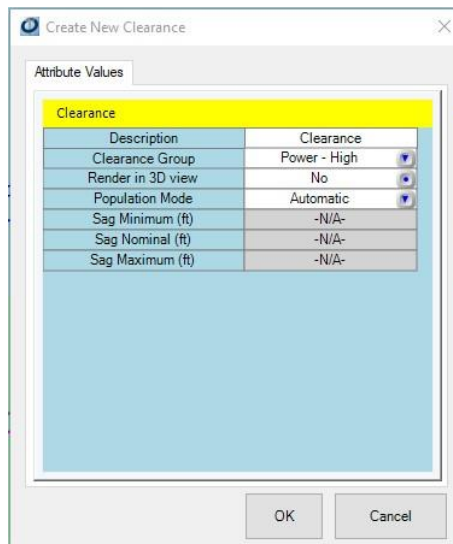 Create New Clearance
Attribute Values
Clearance
Description Clearance
Clearance Group Power - High
Render in 3D view No
Population Mode Automatic
Sag Minimum (ft) -N/A-
Sag Nominal (ft) -N/A-
Sag Maximum (ft) -N/A-
OK Cancel